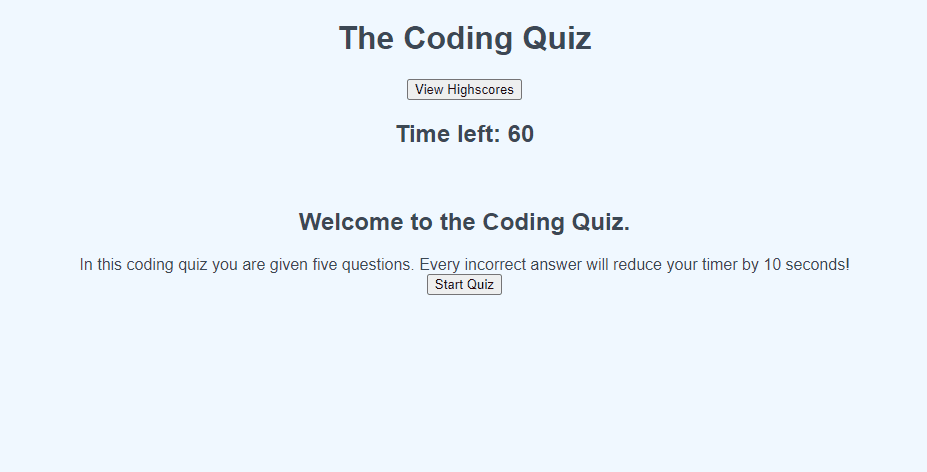 The Coding Quiz
View Highscores
Time left: 60
Welcome to the Coding Quiz.
In this coding quiz you are given five questions. Every incorrect answer will reduce your timer by 10 seconds!
Start Quiz